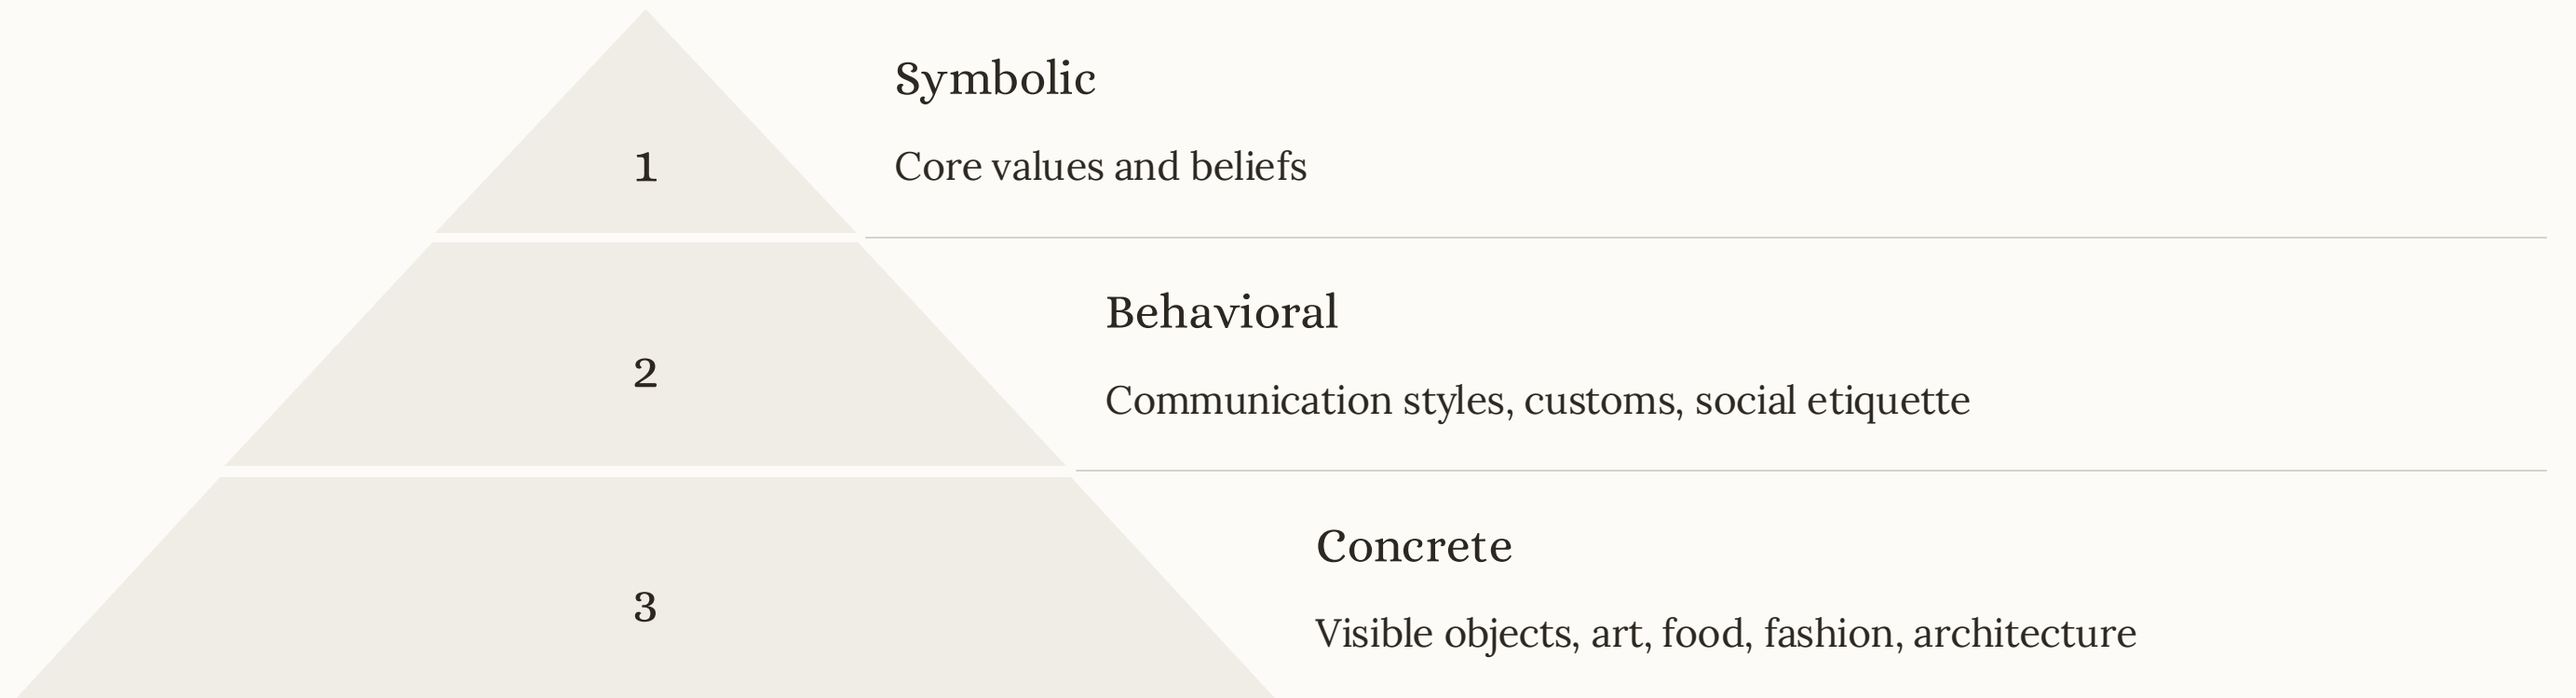 Symbolic
1
Core values and beliefs
Behavioral
2
Communication styles, customs, social etiquette
Concrete
3
Visible objects, art, food, fashion, architecture